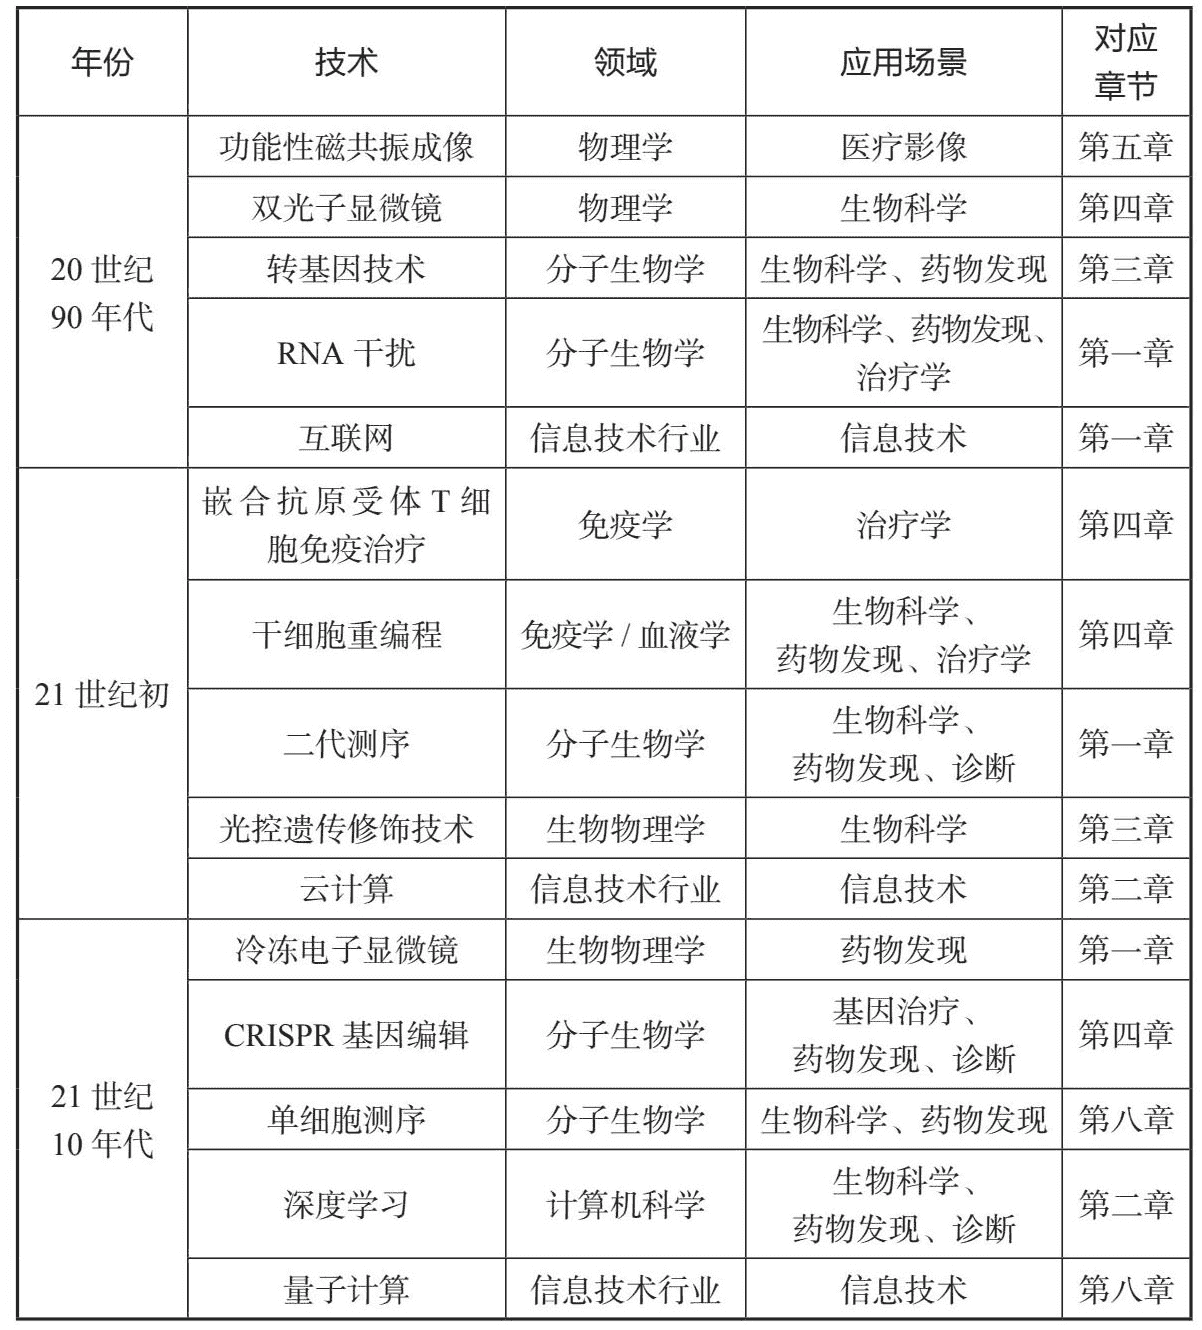 年份 技术 领域 应用场景 对应
章节
功能性磁共振成像 物理学 医疗影像 第五章
双光子显微镜 物理学 生物科学 第四章
20 世纪
90 年代
转基因技术 分子生物学 生物科学、药物发现 第三章
RNA 干扰 分子生物学 生物科学、药物发现、
治疗学
第一章
互联网 信息技术行业 信息技术 第一章
21 世纪初
嵌合抗原受体 T 细
胞免疫治疗
免疫学 治疗学 第四章
干细胞重编程 免疫学 / 血液学 生物科学、
药物发现、治疗学
第四章
二代测序 分子生物学 生物科学、
药物发现、诊断
第一章
光控遗传修饰技术 生物物理学 生物科学 第三章
云计算 信息技术行业 信息技术 第二章
21 世纪
10 年代
冷冻电子显微镜 生物物理学 药物发现 第一章
CRISPR 基因编辑 分子生物学 基因治疗、
药物发现、诊断
第四章
单细胞测序 分子生物学 生物科学、药物发现 第八章
深度学习 计算机科学 生物科学、
药物发现、诊断
第二章
量子计算 信息技术行业 信息技术 第八章